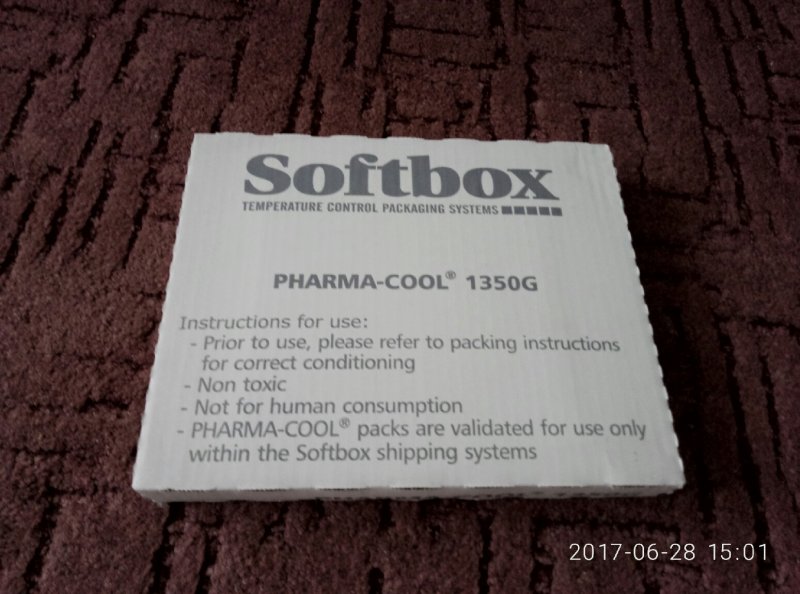 Softbox
TEMPERATURE CONTROL PACKAGING SYSTEMS
PHARMA-COOL® 1350G
Instructions for use:
- Prior to use, please refer to packing instructions
for correct conditioning
- Non toxic
- Not for human consumption
- PHARMA-COOL® packs are validated for use only
within the Softbox shipping systems
2017-06-28 15:01